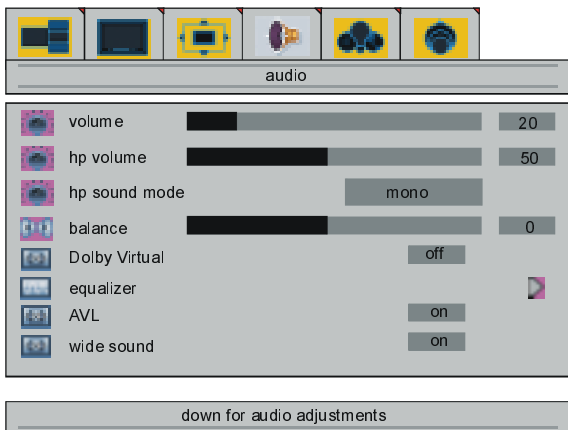 audio
volume 20
hp volume 50
hp sound mode mono
balance 0
Dolby Virtual off
equalizer
AVL on
wide sound on
down for audio adjustments